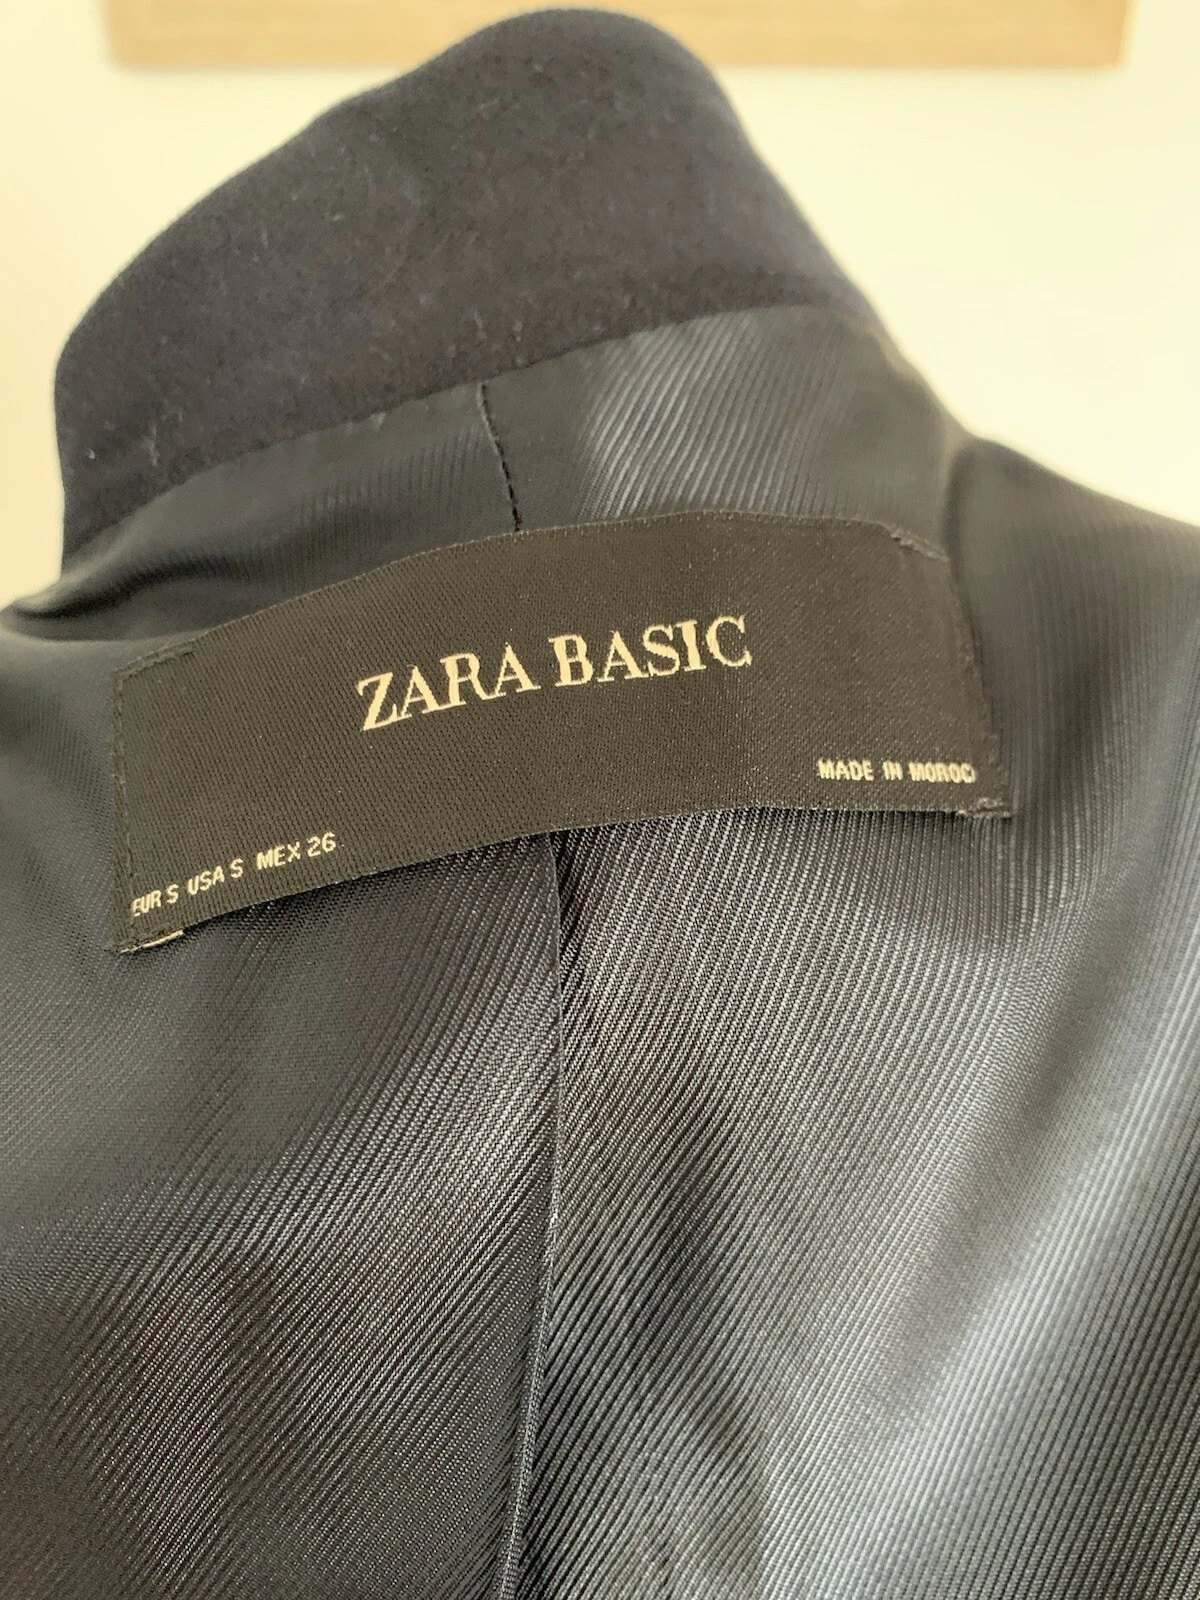 ZARA BASIC
MADE IN MOROC
EUR S USA S MEX 26